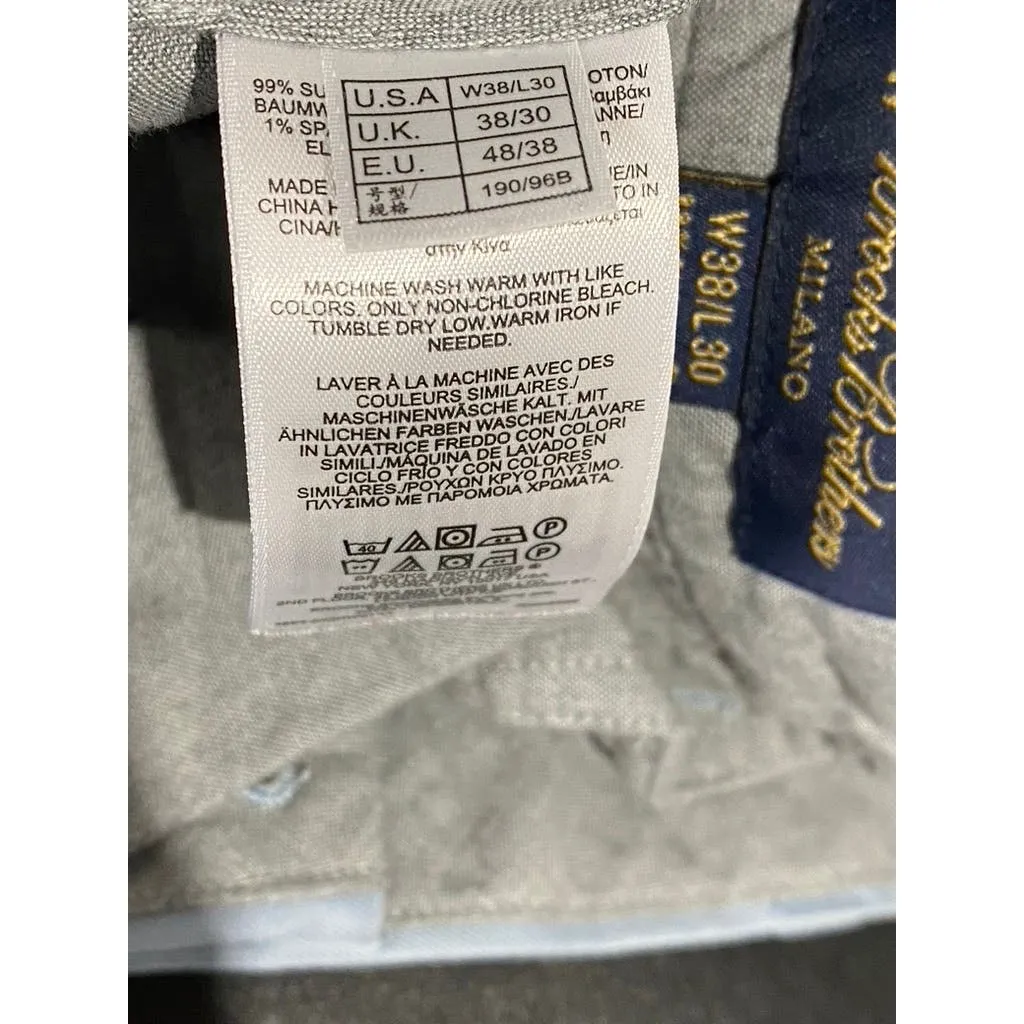 99% SU
BAUMW
1% SP
EL
OTON/
αμβάκι
NNE/
η
U.S.A W38/L30
U.K. 38/30
E.U. 48/38
号型/规格 190/96B
MADE
CHINA
CINA/
E/IN
TO IN
στην Κίνα
MACHINE WASH WARM WITH LIKE
COLORS. ONLY NON-CHLORINE BLEACH.
TUMBLE DRY LOW.WARM IRON IF
NEEDED.
LAVER À LA MACHINE AVEC DES
COULEURS SIMILAIRES./
MASCHINENWÄSCHE KALT. MIT
ÄHNLICHEN FARBEN WASCHEN./LAVARE
IN LAVATRICE FREDDO CON COLORI
SIMILI./MÁQUINA DE LAVADO EN
CICLO FRÍO Y CON COLORES
SIMILARES./ΡΟΥΧΩΝ ΚΡΥΟ ΠΛΥΣΙΜΟ.
ΠΛΥΣΙΜΟ ΜΕ ΠΑΡΟΜΟΙΑ ΧΡΩΜΑΤΑ.
40 P
P
BROOKS BROTHERS ®
W38/L30
Brooks Brothers
MILANO